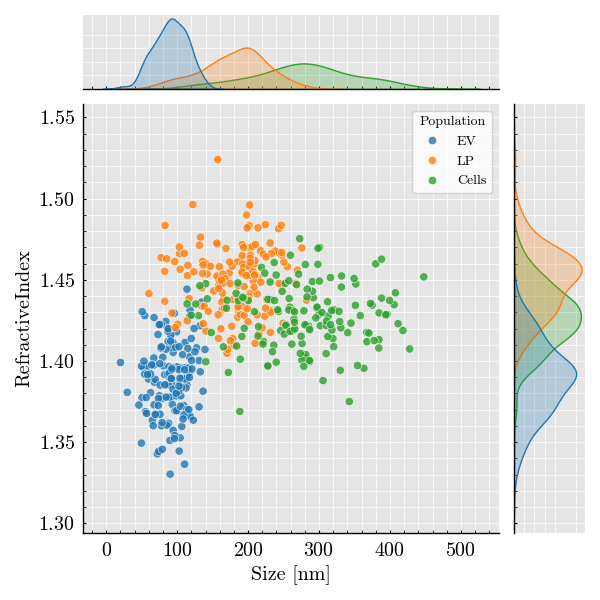 1.55
Population
EV
LP
Cells
1.50
1.45
1.40
1.35
1.30
RefractiveIndex
0 100 200 300 400 500
Size [nm]